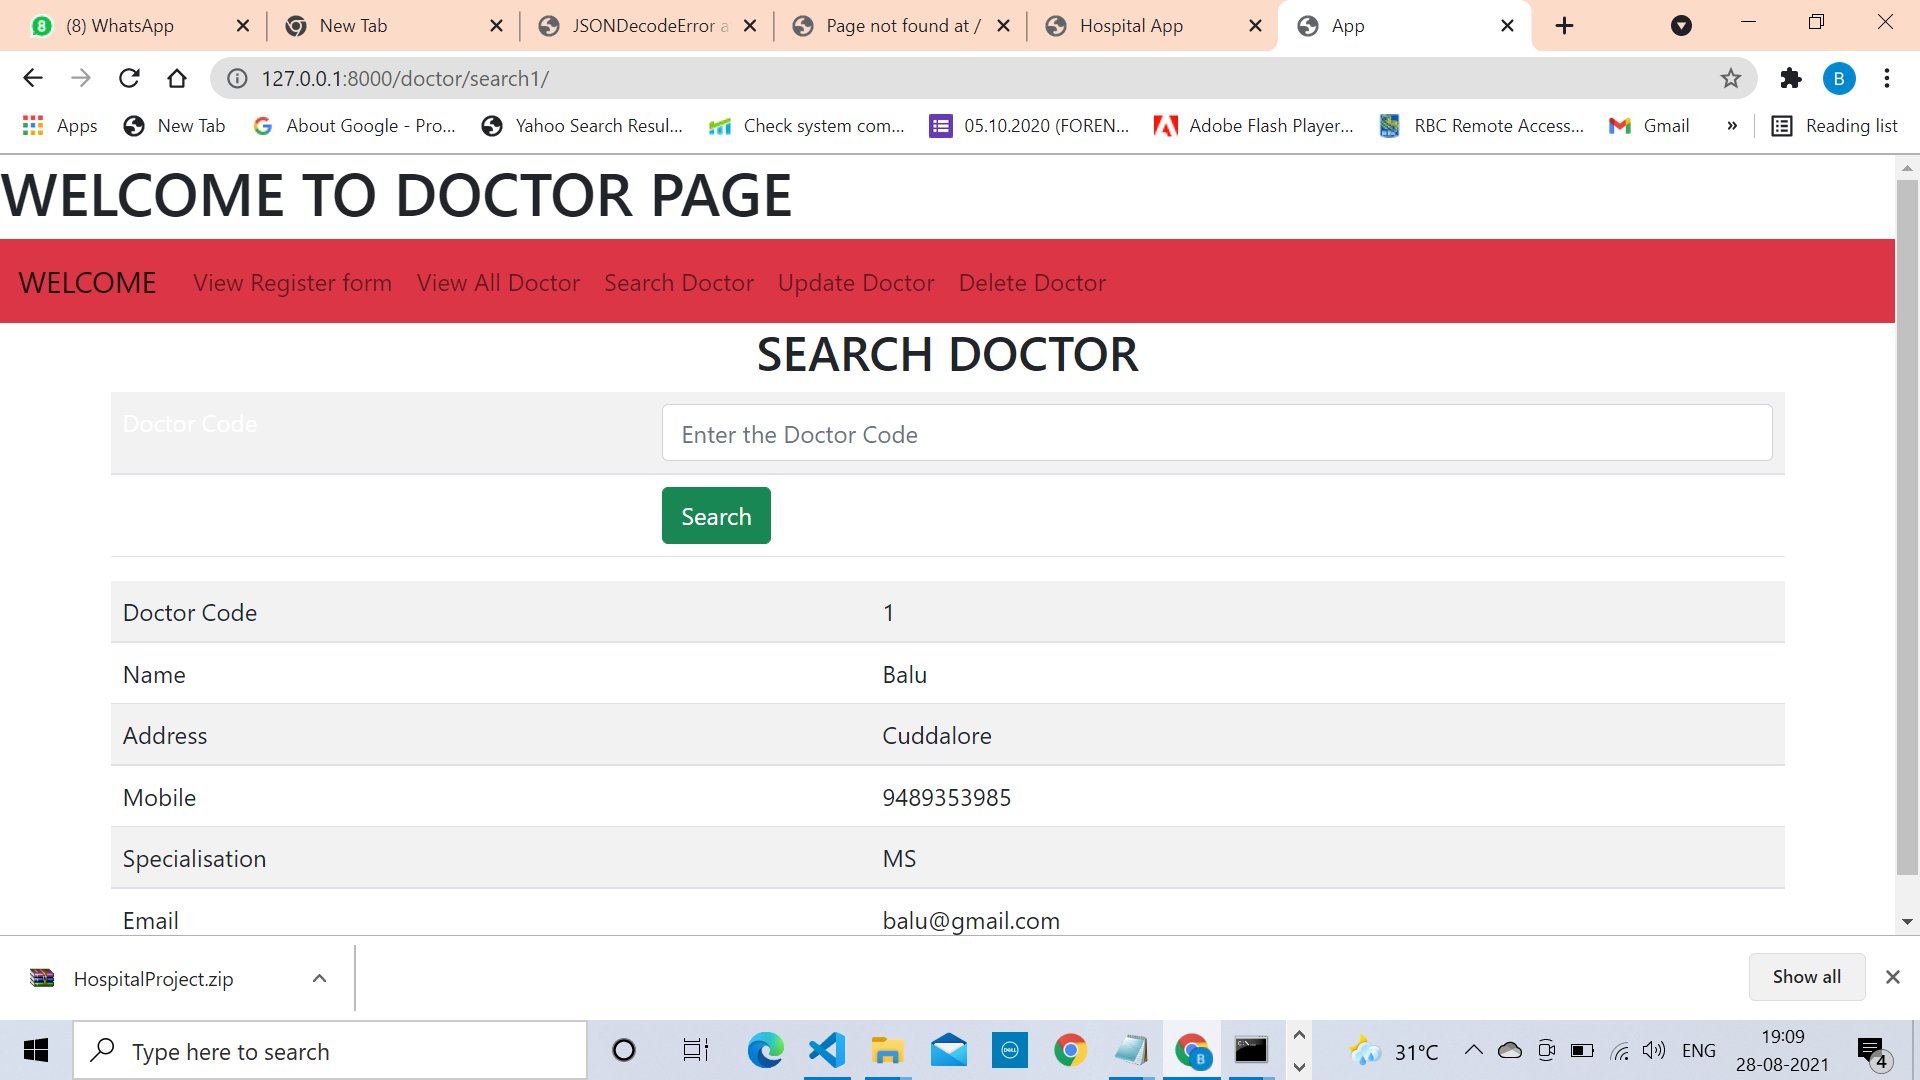 (8) WhatsApp
New Tab
JSONDecodeError a
Page not found at /
Hospital App
App
127.0.0.1:8000/doctor/search1/
B
Apps
New Tab
About Google - Pro...
Yahoo Search Resul...
Check system com...
05.10.2020 (FOREN...
Adobe Flash Player...
RBC Remote Access...
Gmail
»
Reading list
WELCOME TO DOCTOR PAGE
WELCOME View Register form View All Doctor Search Doctor Update Doctor Delete Doctor
SEARCH DOCTOR
Doctor Code Enter the Doctor Code
Search
Doctor Code 1
Name Balu
Address Cuddalore
Mobile 9489353985
Specialisation MS
Email balu@gmail.com
HospitalProject.zip
Show all
Type here to search
DELL
B
31°C
ENG
19:09
28-08-2021
4